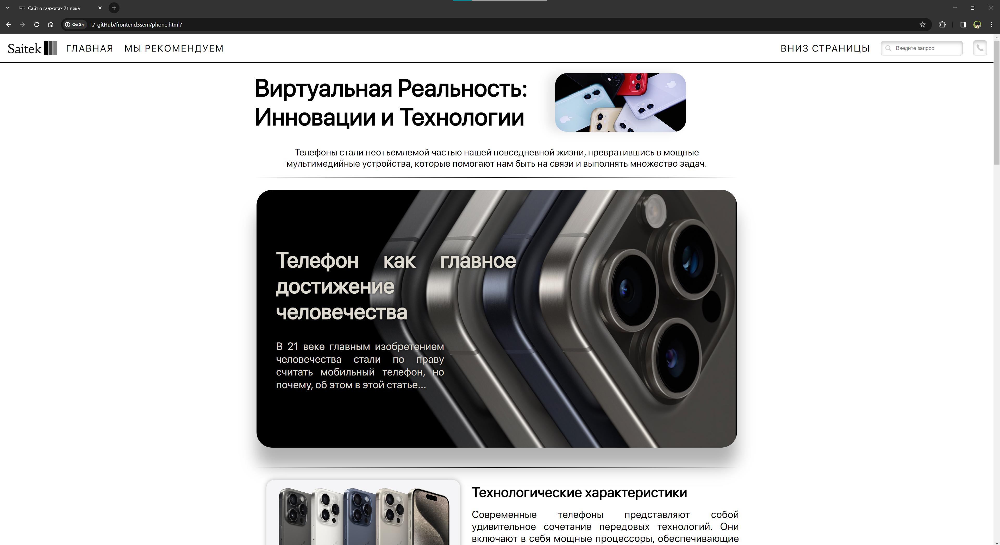 Сайт о гаджетах 21 века
Файл
I:/_gitHub/frontend3sem/phone.html?
Saitek
ГЛАВНАЯ
МЫ РЕКОМЕНДУЕМ
ВНИЗ СТРАНИЦЫ
Введите запрос
Виртуальная Реальность:
Инновации и Технологии
Телефоны стали неотъемлемой частью нашей повседневной жизни, превратившись в мощные
мультимедийные устройства, которые помогают нам быть на связи и выполнять множество задач.
Телефон как главное
достижение
человечества
В 21 веке главным изобретением
человечества стали по праву
считать мобильный телефон, но
почему, об этом в этой статье...
Технологические характеристики
Современные телефоны представляют собой
удивительное сочетание передовых технологий. Они
включают в себя мощные процессоры, обеспечивающие